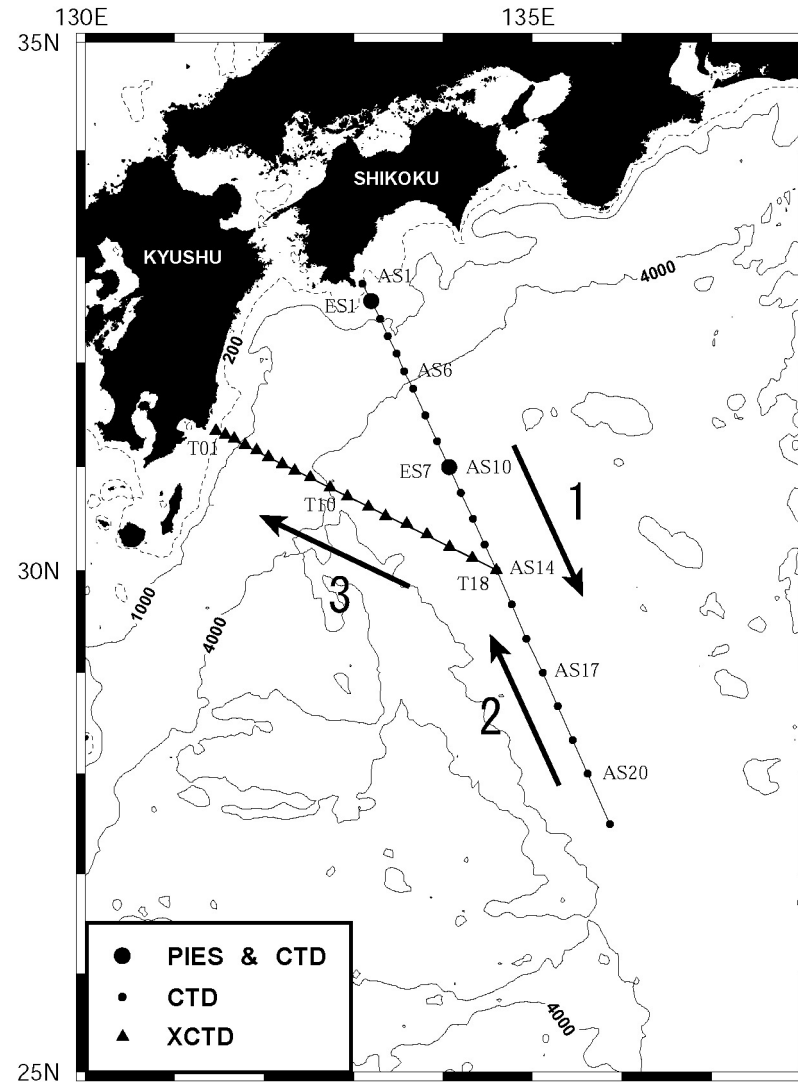 130E
135E
35N
SHIKOKU
KYUSHU
AS1
4000
ES1
200
AS6
T01
ES7
AS10
1
T10
30N
AS14
T18
3
1000
4000
AS17
2
AS20
PIES & CTD
CTD
XCTD
4000
25N